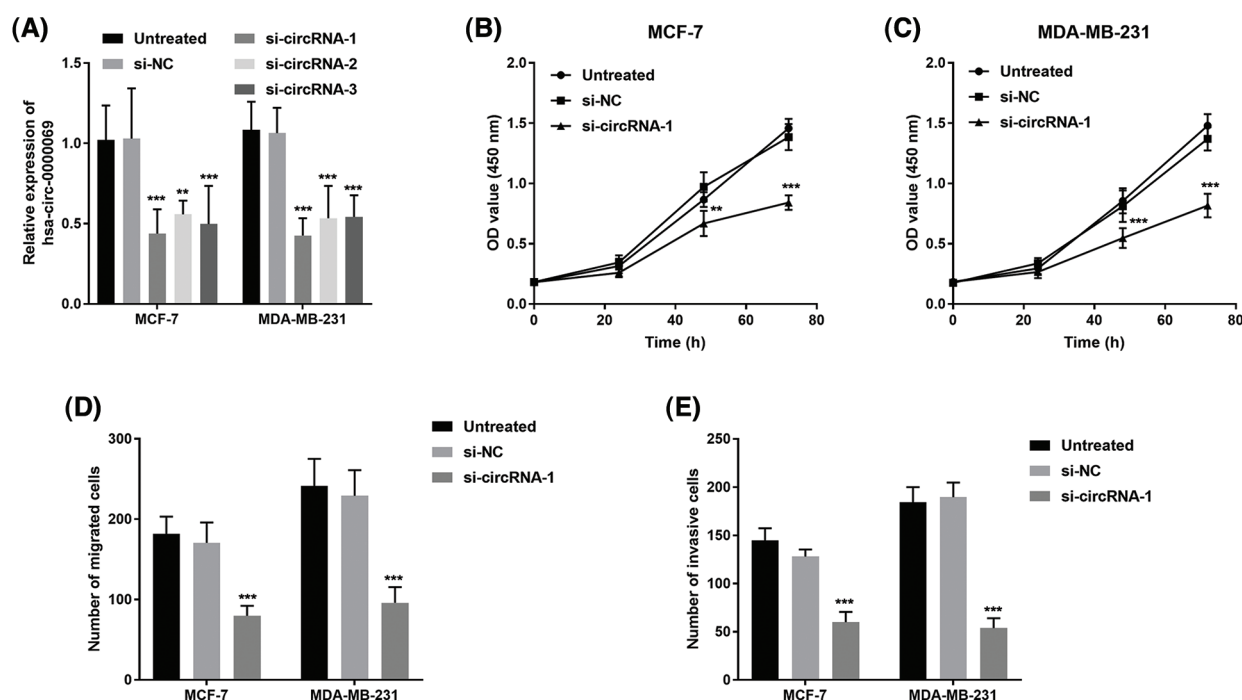 (A)
Untreated
si-NC
si-circRNA-1
si-circRNA-2
si-circRNA-3
Relative expression of
hsa-circ-0000069
1.5
1.0
0.5
0.0
***
**
***
***
***
***
MCF-7
MDA-MB-231
(B)
MCF-7
Untreated
si-NC
si-circRNA-1
OD value (450 nm)
2.0
1.5
1.0
0.5
0.0
**
***
0
20
40
60
80
Time (h)
(C)
MDA-MB-231
Untreated
si-NC
si-circRNA-1
OD value (450 nm)
2.0
1.5
1.0
0.5
0.0
***
***
0
20
40
60
80
Time (h)
(D)
Untreated
si-NC
si-circRNA-1
Number of migrated cells
300
200
100
0
***
***
MCF-7
MDA-MB-231
(E)
Untreated
si-NC
si-circRNA-1
Number of invasive cells
250
200
150
100
50
0
***
***
MCF-7
MDA-MB-231